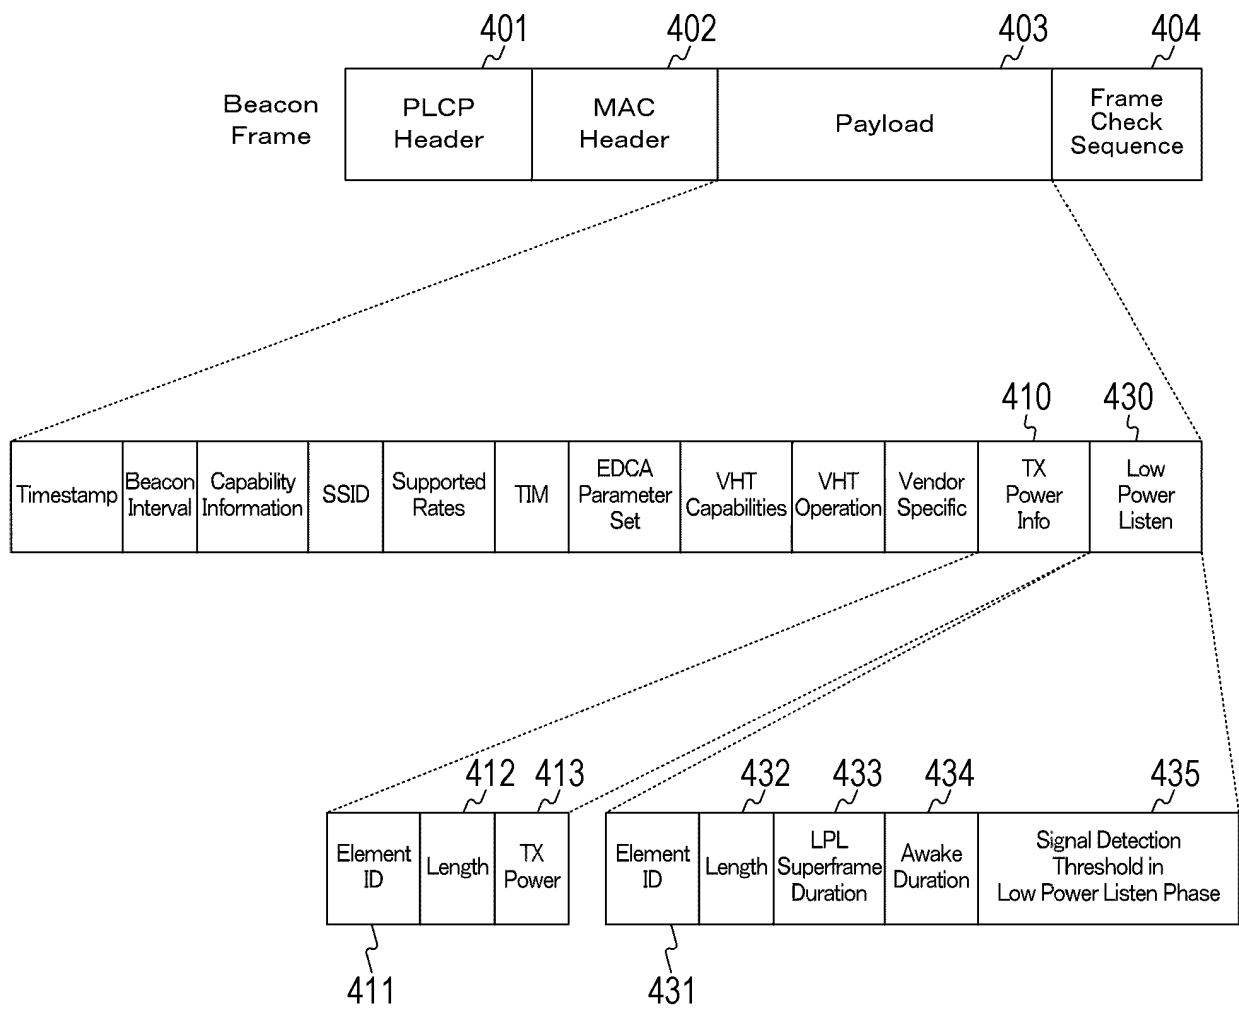 401
402
403
404
Beacon
Frame
PLCP
Header
MAC
Header
Payload
Frame
Check
Sequence
410
430
Timestamp
Beacon
Interval
Capability
Information
SSID
Supported
Rates
TIM
EDCA
Parameter
Set
VHT
Capabilities
VHT
Operation
Vendor
Specific
TX
Power
Info
Low
Power
Listen
412
413
432
433
434
435
Element
ID
Length
TX
Power
Element
ID
Length
LPL
Superframe
Duration
Awake
Duration
Signal Detection
Threshold in
Low Power Listen Phase
411
431